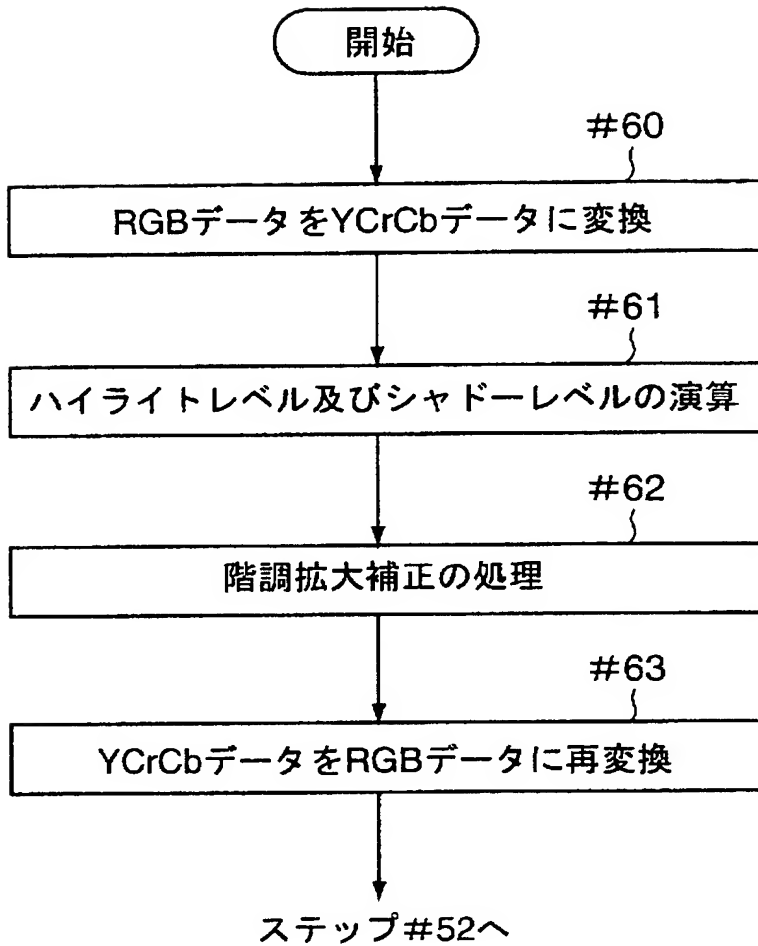 開始
#60
RGBデータをYCrCbデータに変換
#61
ハイライトレベル及びシャドーレベルの演算
#62
階調拡大補正の処理
#63
YCrCbデータをRGBデータに再変換
ステップ#52へ